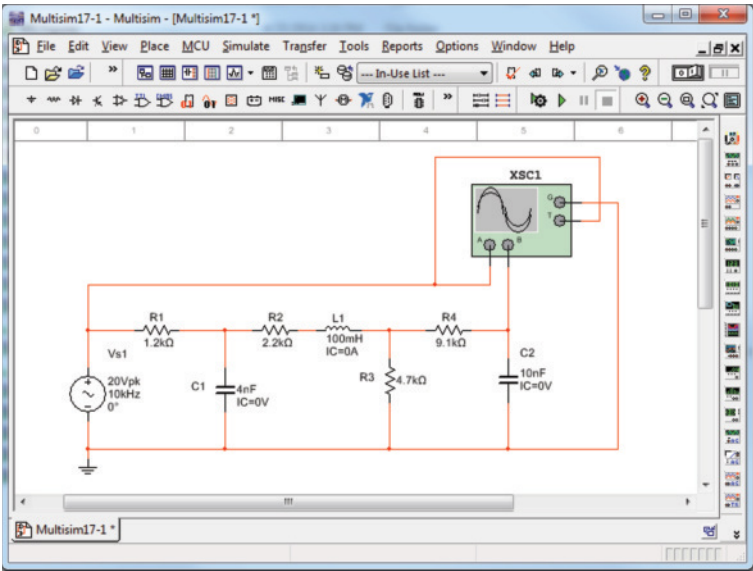 Multisim17-1 - Multisim - [Multisim17-1 *]
File Edit View Place MCU Simulate Transfer Tools Reports Options Window Help
» --- In-Use List --- ?
MISC »
0 1 2 3 4 5 6
XSC1
G
T
A B
R1
1.2kΩ
R2
2.2kΩ
L1
100mH
IC=0A
R4
9.1kΩ
Vs1
20Vpk
10kHz
0°
C1
4nF
IC=0V
R3
4.7kΩ
C2
10nF
IC=0V
Multisim17-1 *